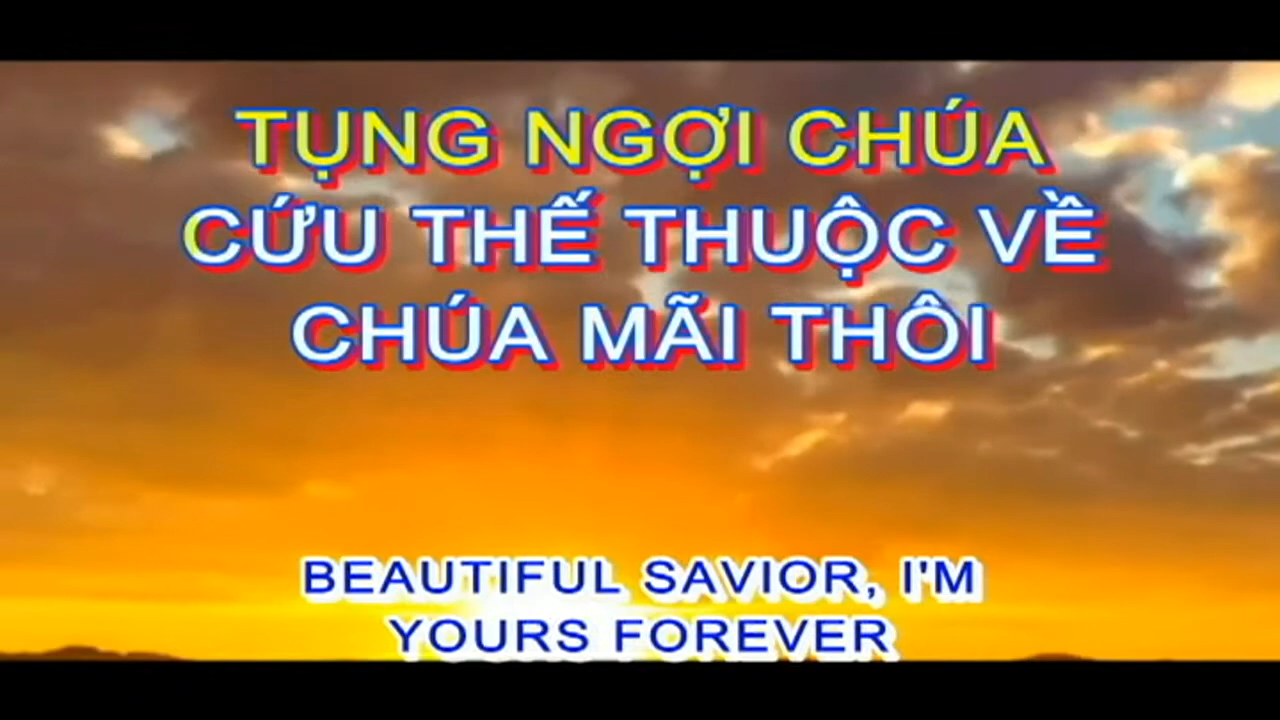 TỤNG NGỢI CHÚA
CỨU THẾ THUỘC VỀ
CHÚA MÃI THÔI
BEAUTIFUL SAVIOR, I'M
YOURS FOREVER